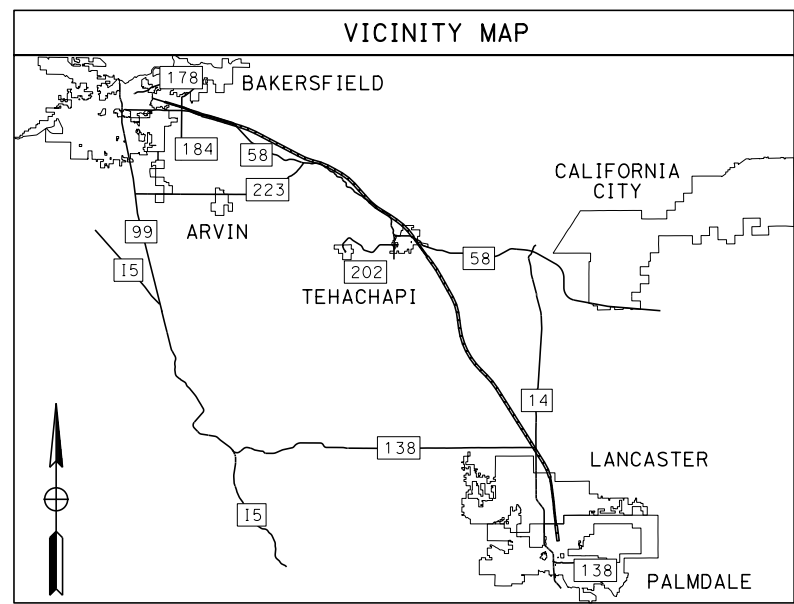 VICINITY MAP
178
BAKERSFIELD
184
58
223
CALIFORNIA
CITY
99
ARVIN
I5
202
58
TEHACHAPI
14
138
LANCASTER
I5
138
PALMDALE